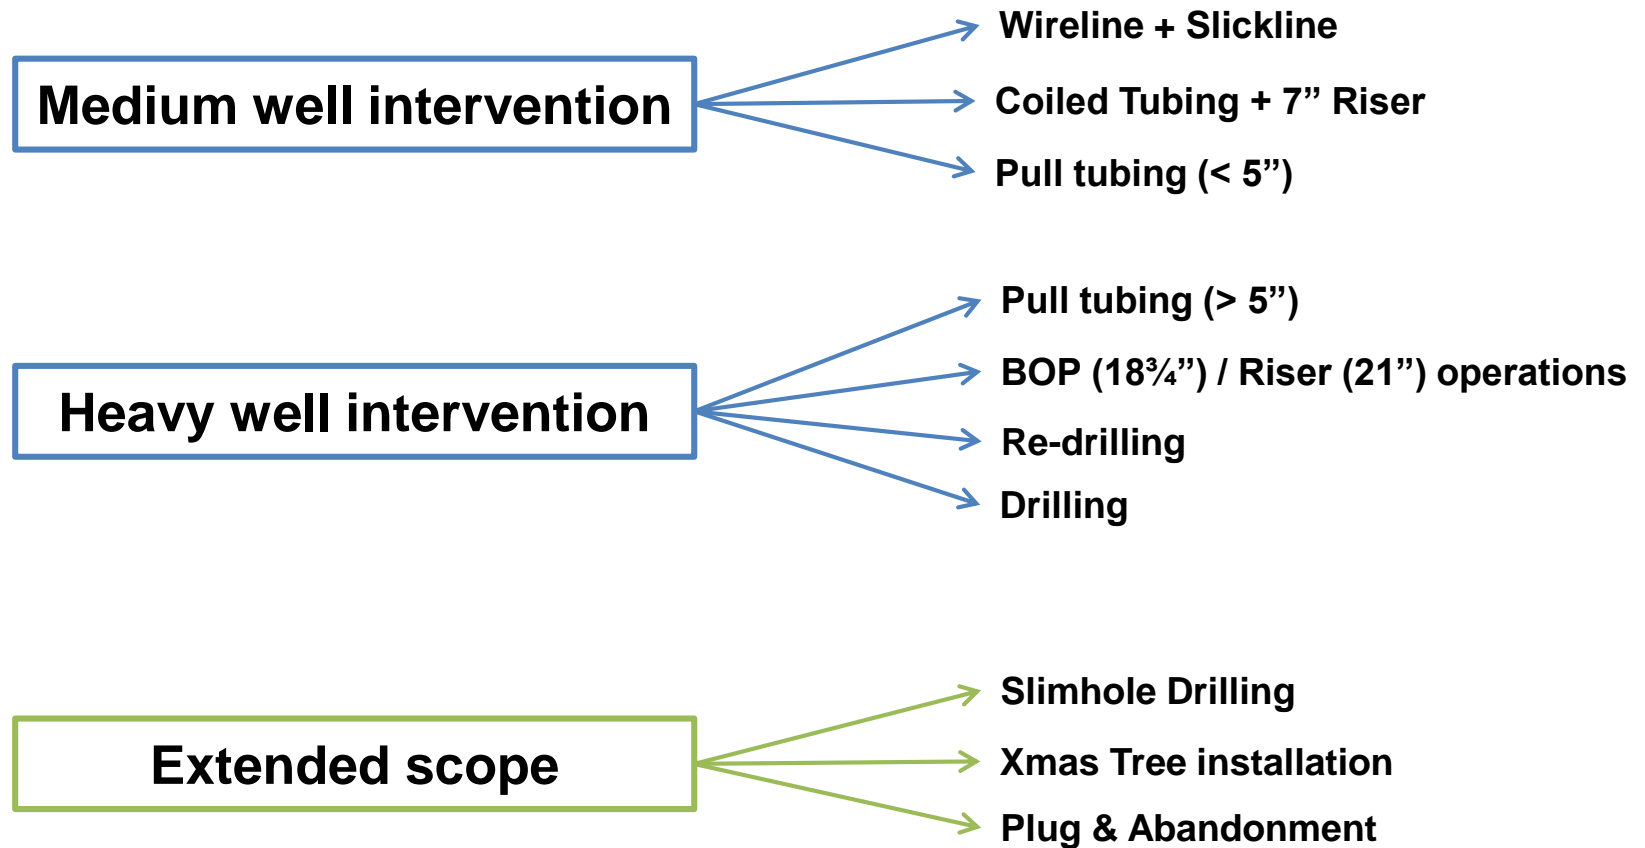 Medium well intervention
Wireline + Slickline
Coiled Tubing + 7” Riser
Pull tubing (< 5”)
Heavy well intervention
Pull tubing (> 5”)
BOP (18¾”) / Riser (21”) operations
Re-drilling
Drilling
Extended scope
Slimhole Drilling
Xmas Tree installation
Plug & Abandonment